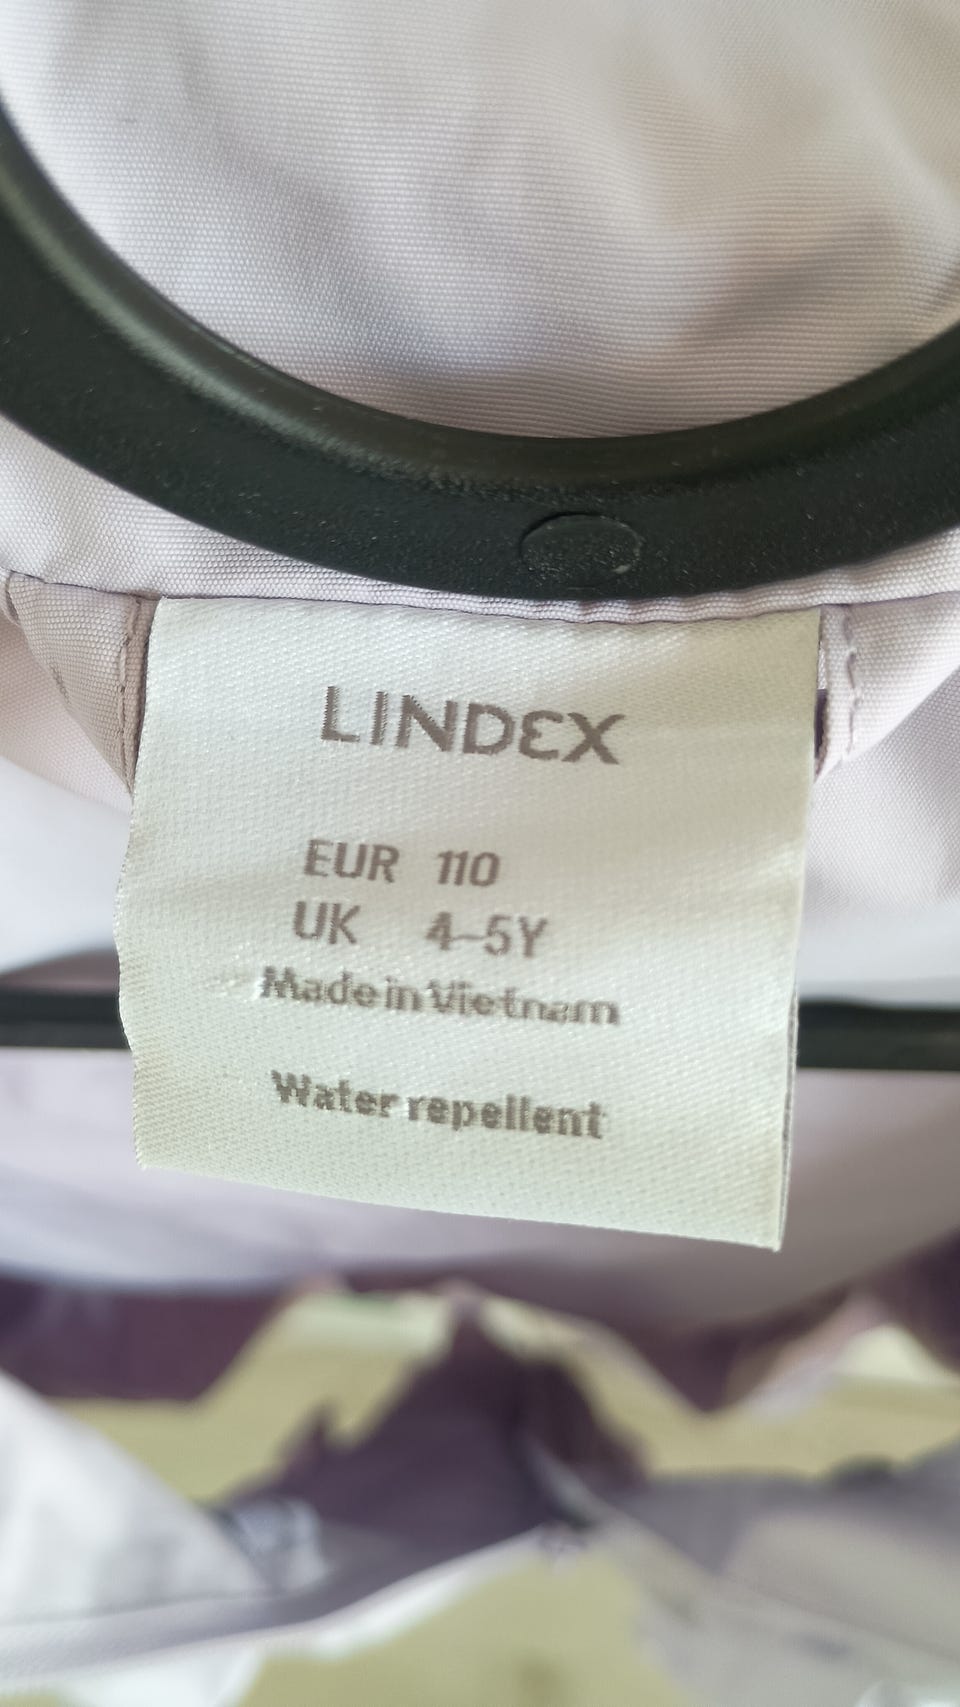 LINDEX
EUR 110
UK 4-5Y
Made in Vietnam
Water repellent